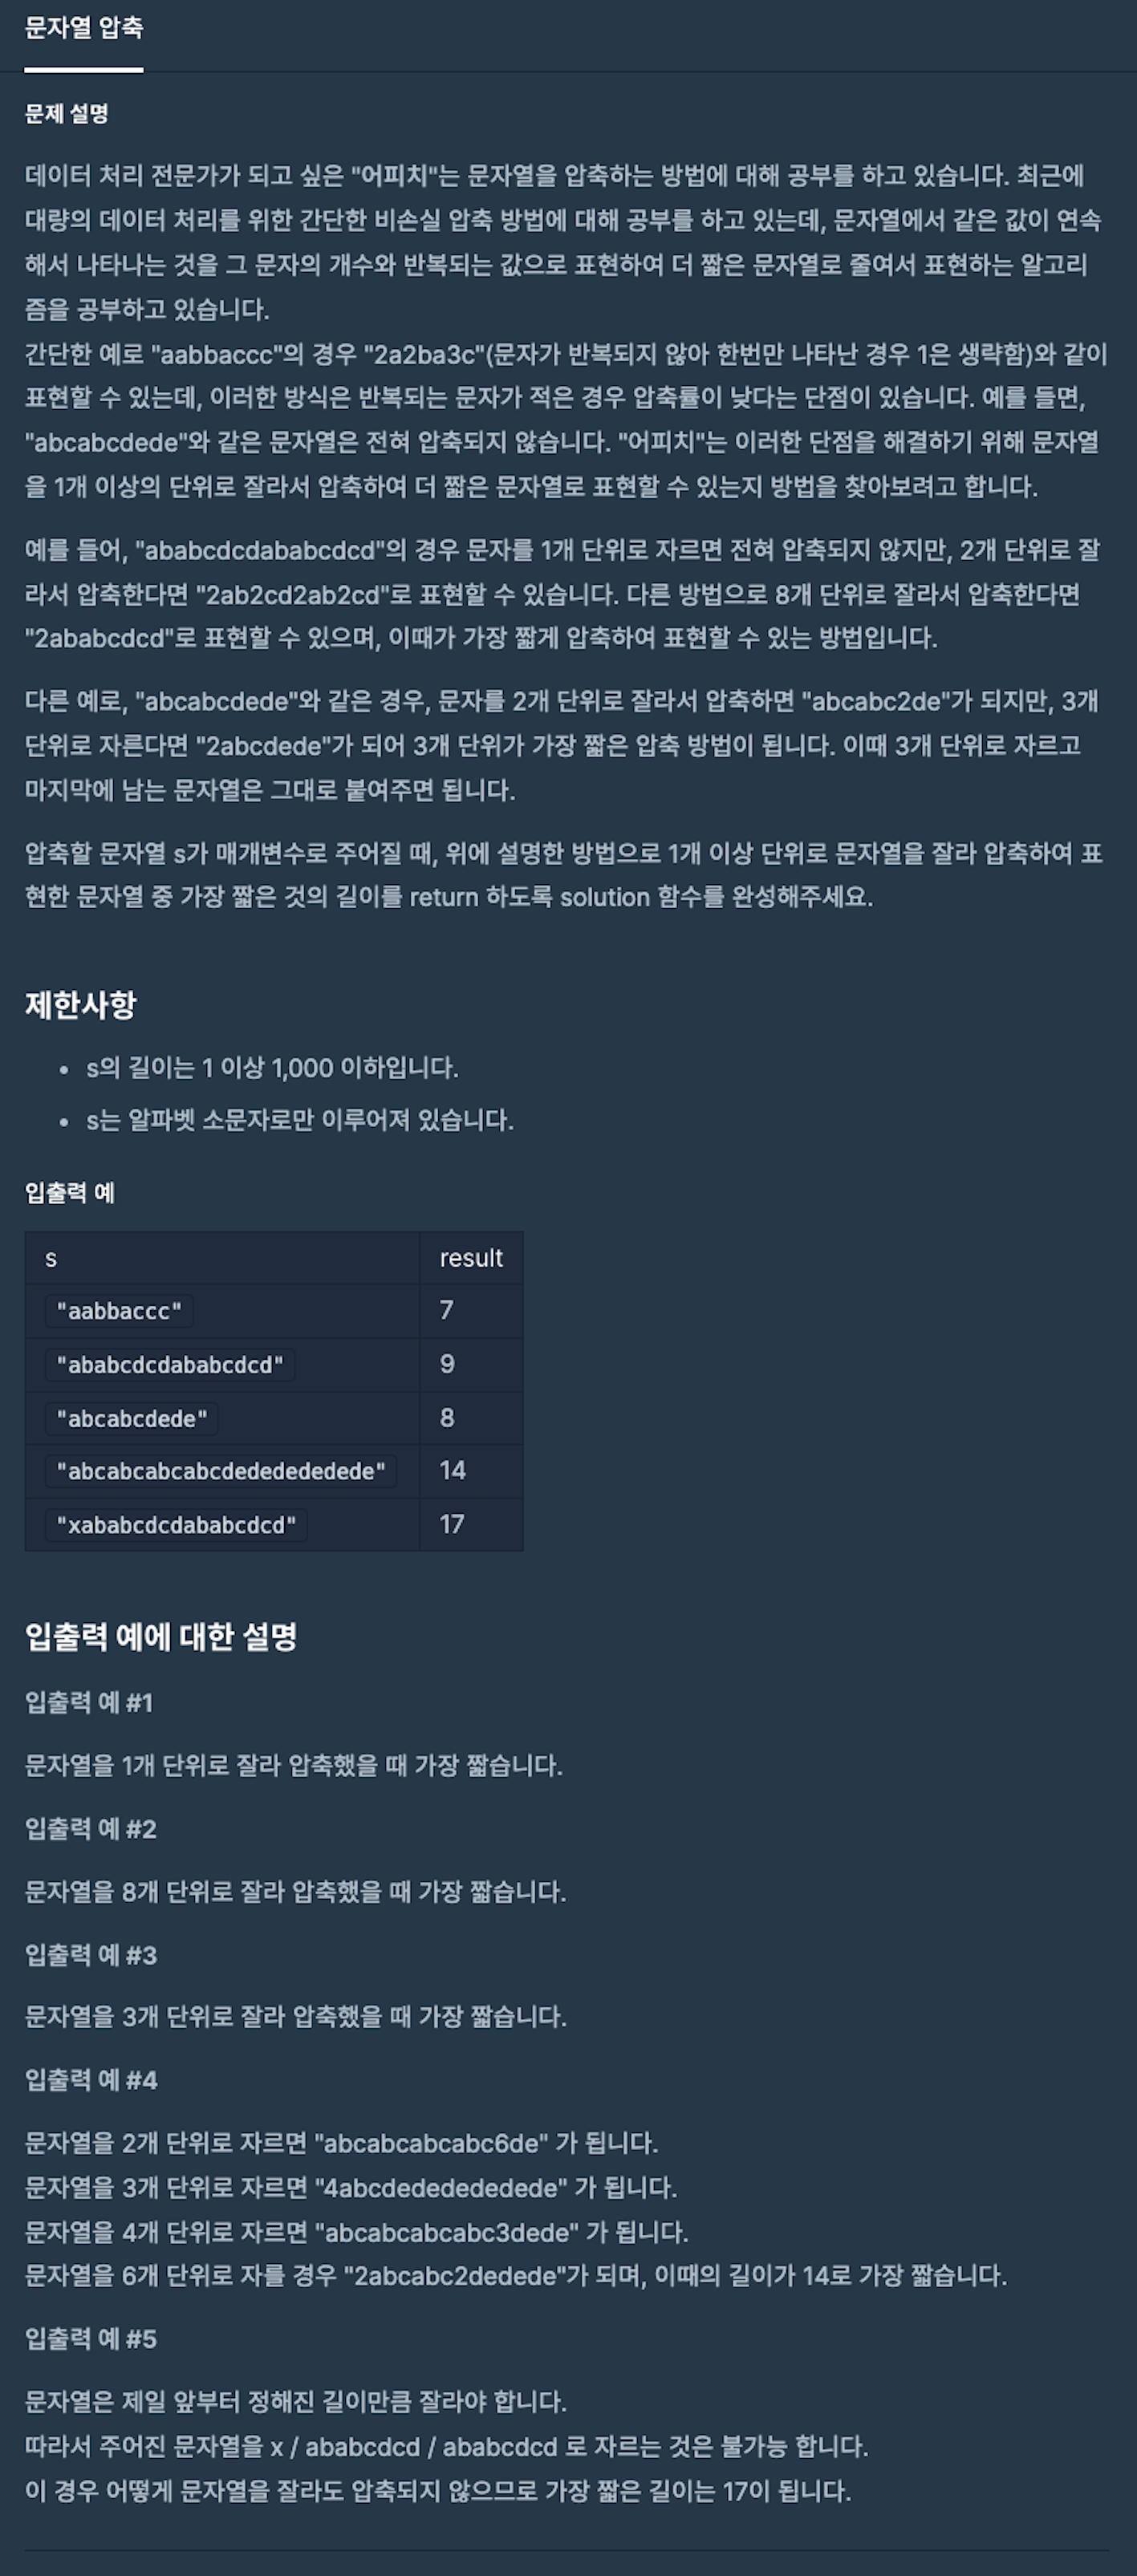 문자열 압축
문제 설명
데이터 처리 전문가가 되고 싶은 "어피치"는 문자열을 압축하는 방법에 대해 공부를 하고 있습니다. 최근에
대량의 데이터 처리를 위한 간단한 비손실 압축 방법에 대해 공부를 하고 있는데, 문자열에서 같은 값이 연속
해서 나타나는 것을 그 문자의 개수와 반복되는 값으로 표현하여 더 짧은 문자열로 줄여서 표현하는 알고리
즘을 공부하고 있습니다.
간단한 예로 "aabbaccc"의 경우 "2a2ba3c"(문자가 반복되지 않아 한번만 나타난 경우 1은 생략함)와 같이
표현할 수 있는데, 이러한 방식은 반복되는 문자가 적은 경우 압축률이 낮다는 단점이 있습니다. 예를 들면,
"abcabcdede"와 같은 문자열은 전혀 압축되지 않습니다. "어피치"는 이러한 단점을 해결하기 위해 문자열
을 1개 이상의 단위로 잘라서 압축하여 더 짧은 문자열로 표현할 수 있는지 방법을 찾아보려고 합니다.
예를 들어, "ababcdcdababcdcd"의 경우 문자를 1개 단위로 자르면 전혀 압축되지 않지만, 2개 단위로 잘
라서 압축한다면 "2ab2cd2ab2cd"로 표현할 수 있습니다. 다른 방법으로 8개 단위로 잘라서 압축한다면
"2ababcdcd"로 표현할 수 있으며, 이때가 가장 짧게 압축하여 표현할 수 있는 방법입니다.
다른 예로, "abcabcdede"와 같은 경우, 문자를 2개 단위로 잘라서 압축하면 "abcabc2de"가 되지만, 3개
단위로 자른다면 "2abcdede"가 되어 3개 단위가 가장 짧은 압축 방법이 됩니다. 이때 3개 단위로 자르고
마지막에 남는 문자열은 그대로 붙여주면 됩니다.
압축할 문자열 s가 매개변수로 주어질 때, 위에 설명한 방법으로 1개 이상 단위로 문자열을 잘라 압축하여 표
현한 문자열 중 가장 짧은 것의 길이를 return 하도록 solution 함수를 완성해주세요.
제한사항
• s의 길이는 1 이상 1,000 이하입니다.
• s는 알파벳 소문자로만 이루어져 있습니다.
입출력 예
s result
"aabbaccc" 7
"ababcdcdababcdcd" 9
"abcabcdede" 8
"abcabcabcabcdededededede" 14
"xababcdcdababcdcd" 17
입출력 예에 대한 설명
입출력 예 #1
문자열을 1개 단위로 잘라 압축했을 때 가장 짧습니다.
입출력 예 #2
문자열을 8개 단위로 잘라 압축했을 때 가장 짧습니다.
입출력 예 #3
문자열을 3개 단위로 잘라 압축했을 때 가장 짧습니다.
입출력 예 #4
문자열을 2개 단위로 자르면 "abcabcabcabc6de" 가 됩니다.
문자열을 3개 단위로 자르면 "4abcdededededede" 가 됩니다.
문자열을 4개 단위로 자르면 "abcabcabcabc3dede" 가 됩니다.
문자열을 6개 단위로 자를 경우 "2abcabc2dedede"가 되며, 이때의 길이가 14로 가장 짧습니다.
입출력 예 #5
문자열은 제일 앞부터 정해진 길이만큼 잘라야 합니다.
따라서 주어진 문자열을 x / ababcdcd / ababcdcd 로 자르는 것은 불가능 합니다.
이 경우 어떻게 문자열을 잘라도 압축되지 않으므로 가장 짧은 길이는 17이 됩니다.